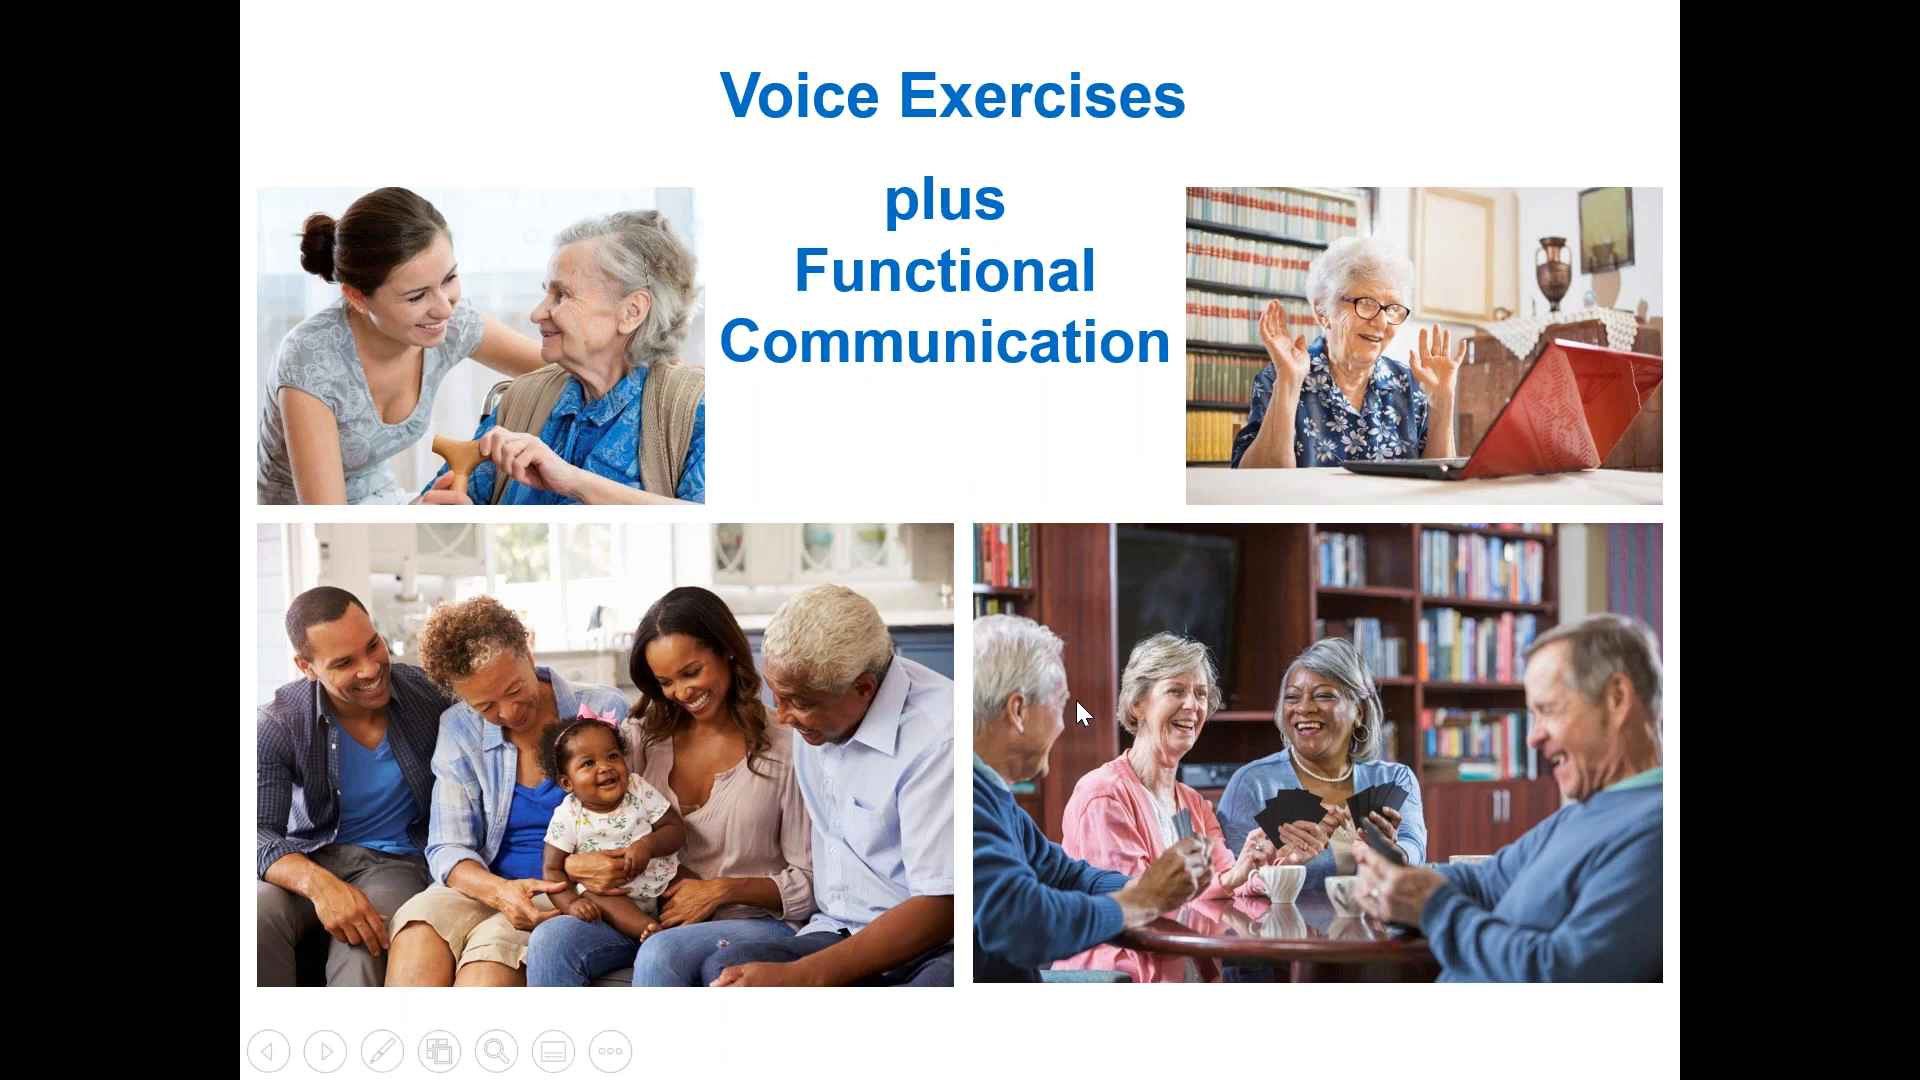 Voice Exercises
plus
Functional
Communication